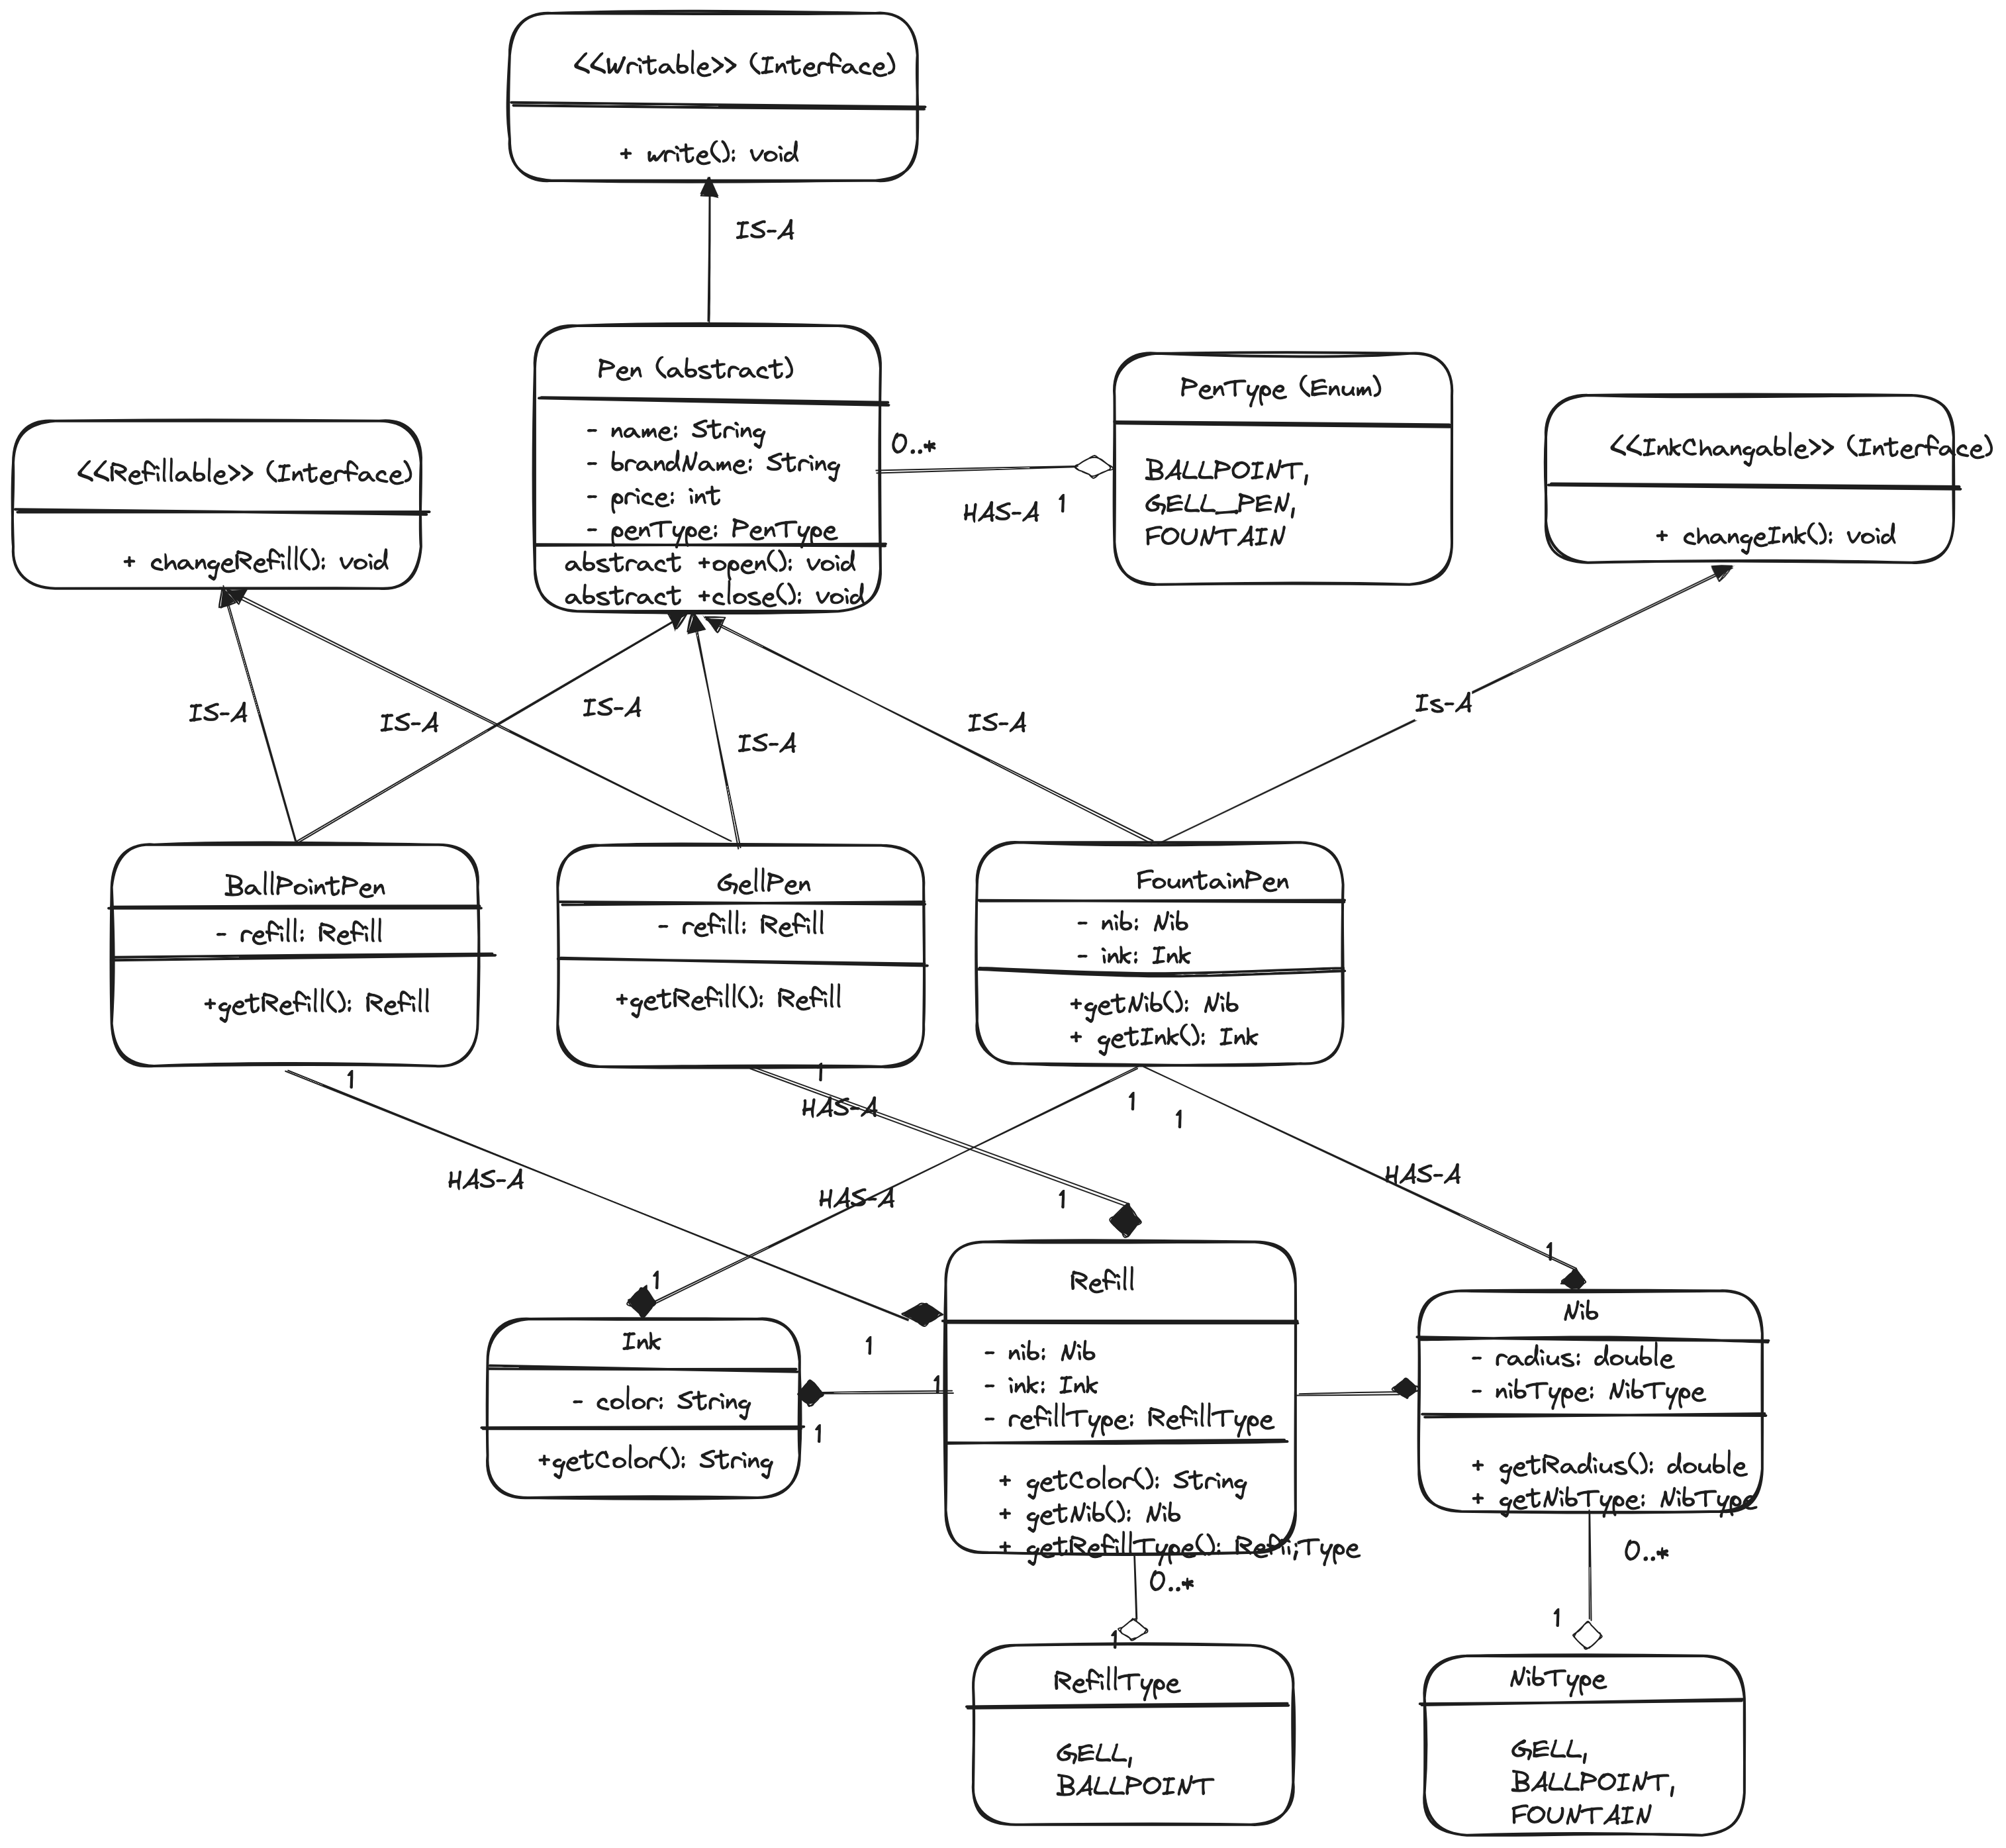 <<Writable>> (Interface)
+ write(): void
IS-A
Pen (abstract)
- name: String
- brandName: String
- price: int
- penType: PenType
abstract +open(): void
abstract +close(): void
0..*
HAS-A
1
PenType (Enum)
BALLPOINT,
GELL_PEN,
FOUNTAIN
<<InkChangable>> (Interface)
+ changeInk(): void
<<Refillable>> (Interface)
+ changeRefill(): void
IS-A
IS-A
IS-A
IS-A
IS-A
Is-A
BallPointPen
- refill: Refill
+getRefill(): Refill
GellPen
- refill: Refill
+getRefill(): Refill
FountainPen
- nib: Nib
- ink: Ink
+getNib(): Nib
+ getInk(): Ink
1
1
1
1
HAS-A
HAS-A
HAS-A
HAS-A
1
1
1
1
Ink
- color: String
+getColor(): String
1
1
Refill
- nib: Nib
- ink: Ink
- refillType: RefillType
+ getColor(): String
+ getNib(): Nib
+ getRefillType(): Refili;Type
Nib
- radius: double
- nibType: NibType
+ getRadius(): double
+ getNibType: NibType
0..*
1
0..*
1
RefillType
GELL,
BALLPOINT
NibType
GELL,
BALLPOINT,
FOUNTAIN